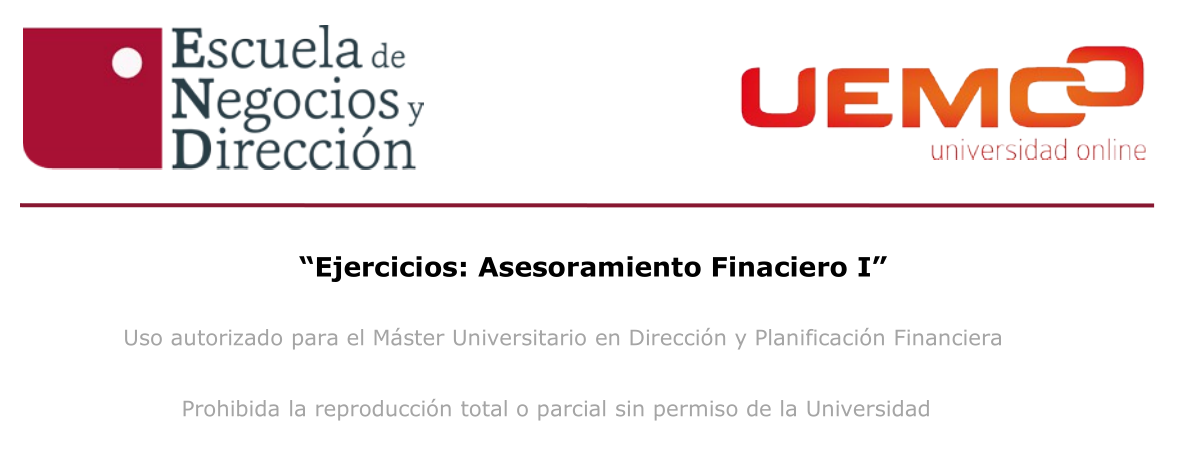 Escuela de
Negocios y
Dirección
UEMC
universidad online
“Ejercicios: Asesoramiento Finaciero I”
Uso autorizado para el Máster Universitario en Dirección y Planificación Financiera
Prohibida la reproducción total o parcial sin permiso de la Universidad